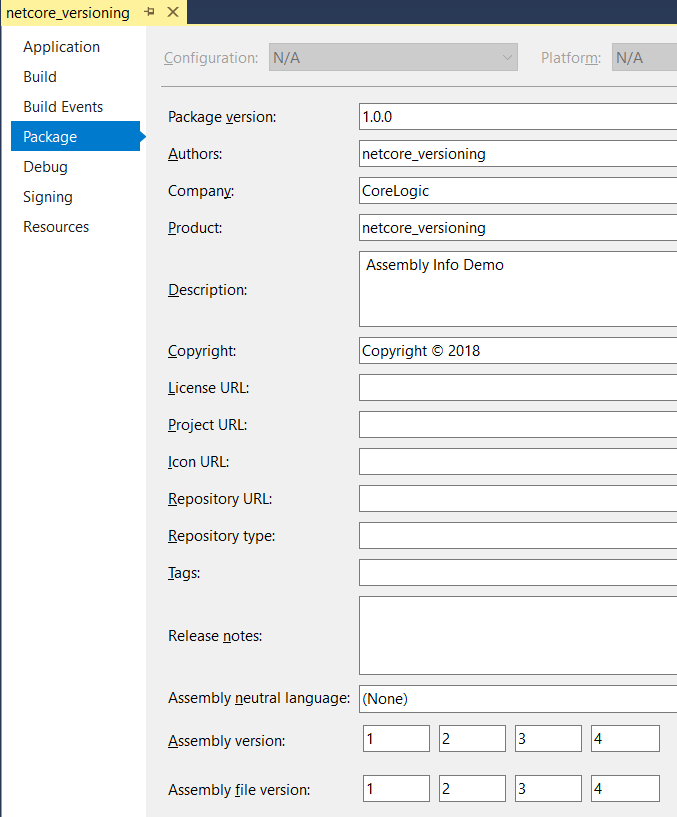 netcore_versioning
Application
Build
Build Events
Package
Debug
Signing
Resources
Configuration: N/A Platform: N/A
Package version: 1.0.0
Authors: netcore_versioning
Company: CoreLogic
Product: netcore_versioning
Description: Assembly Info Demo
Copyright: Copyright © 2018
License URL:
Project URL:
Icon URL:
Repository URL:
Repository type:
Tags:
Release notes:
Assembly neutral language: (None)
Assembly version: 1 2 3 4
Assembly file version: 1 2 3 4